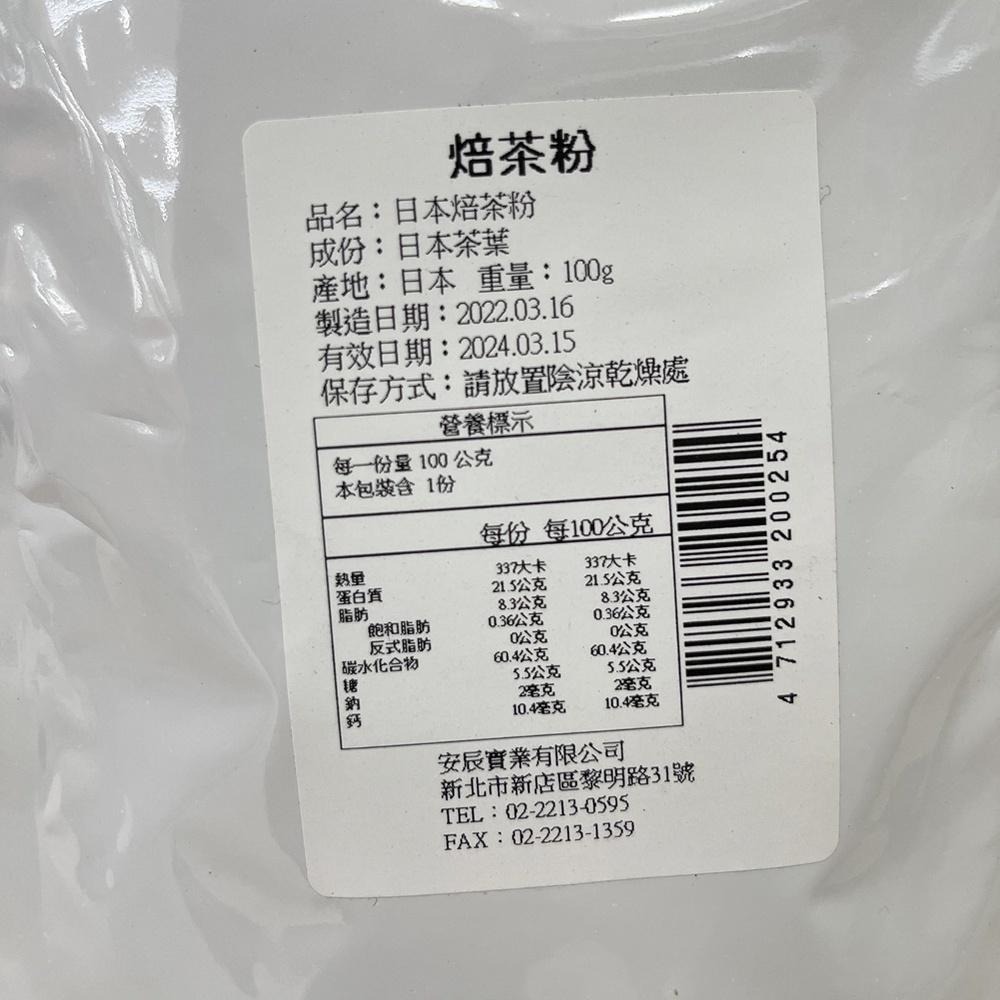 焙茶粉
品名：日本焙茶粉
成份：日本茶葉
產地：日本 重量：100g
製造日期：2022.03.16
有效日期：2024.03.15
保存方式：請放置陰涼乾燥處
營養標示
每一份量 100 公克
本包裝含 1份
每份 每100公克
熱量 337大卡 337大卡
蛋白質 21.5公克 21.5公克
脂肪 8.3公克 8.3公克
飽和脂肪 0.36公克 0.36公克
反式脂肪 0公克 0公克
碳水化合物 60.4公克 60.4公克
糖 5.5公克 5.5公克
鈉 2毫克 2毫克
鈣 10.4毫克 10.4毫克
4 712933 200254
安辰實業有限公司
新北市新店區黎明路31號
TEL：02-2213-0595
FAX：02-2213-1359